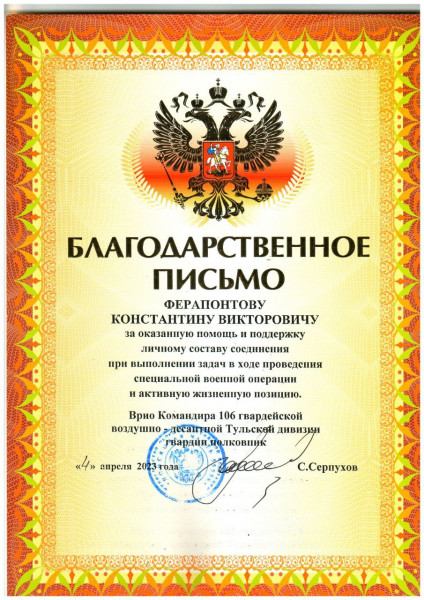 БЛАГОДАРСТВЕННОЕ
ПИСЬМО
ФЕРАПОНТОВУ
КОНСТАНТИНУ ВИКТОРОВИЧУ
за оказанную помощь и поддержку
личному составу соединения
при выполнении задач в ходе проведения
специальной военной операции
и активную жизненную позицию.
Врио Командира 106 гвардейской
воздушно - десантной Тульской дивизии
гвардии полковник
«4» апреля 2023 года С.Серпухов